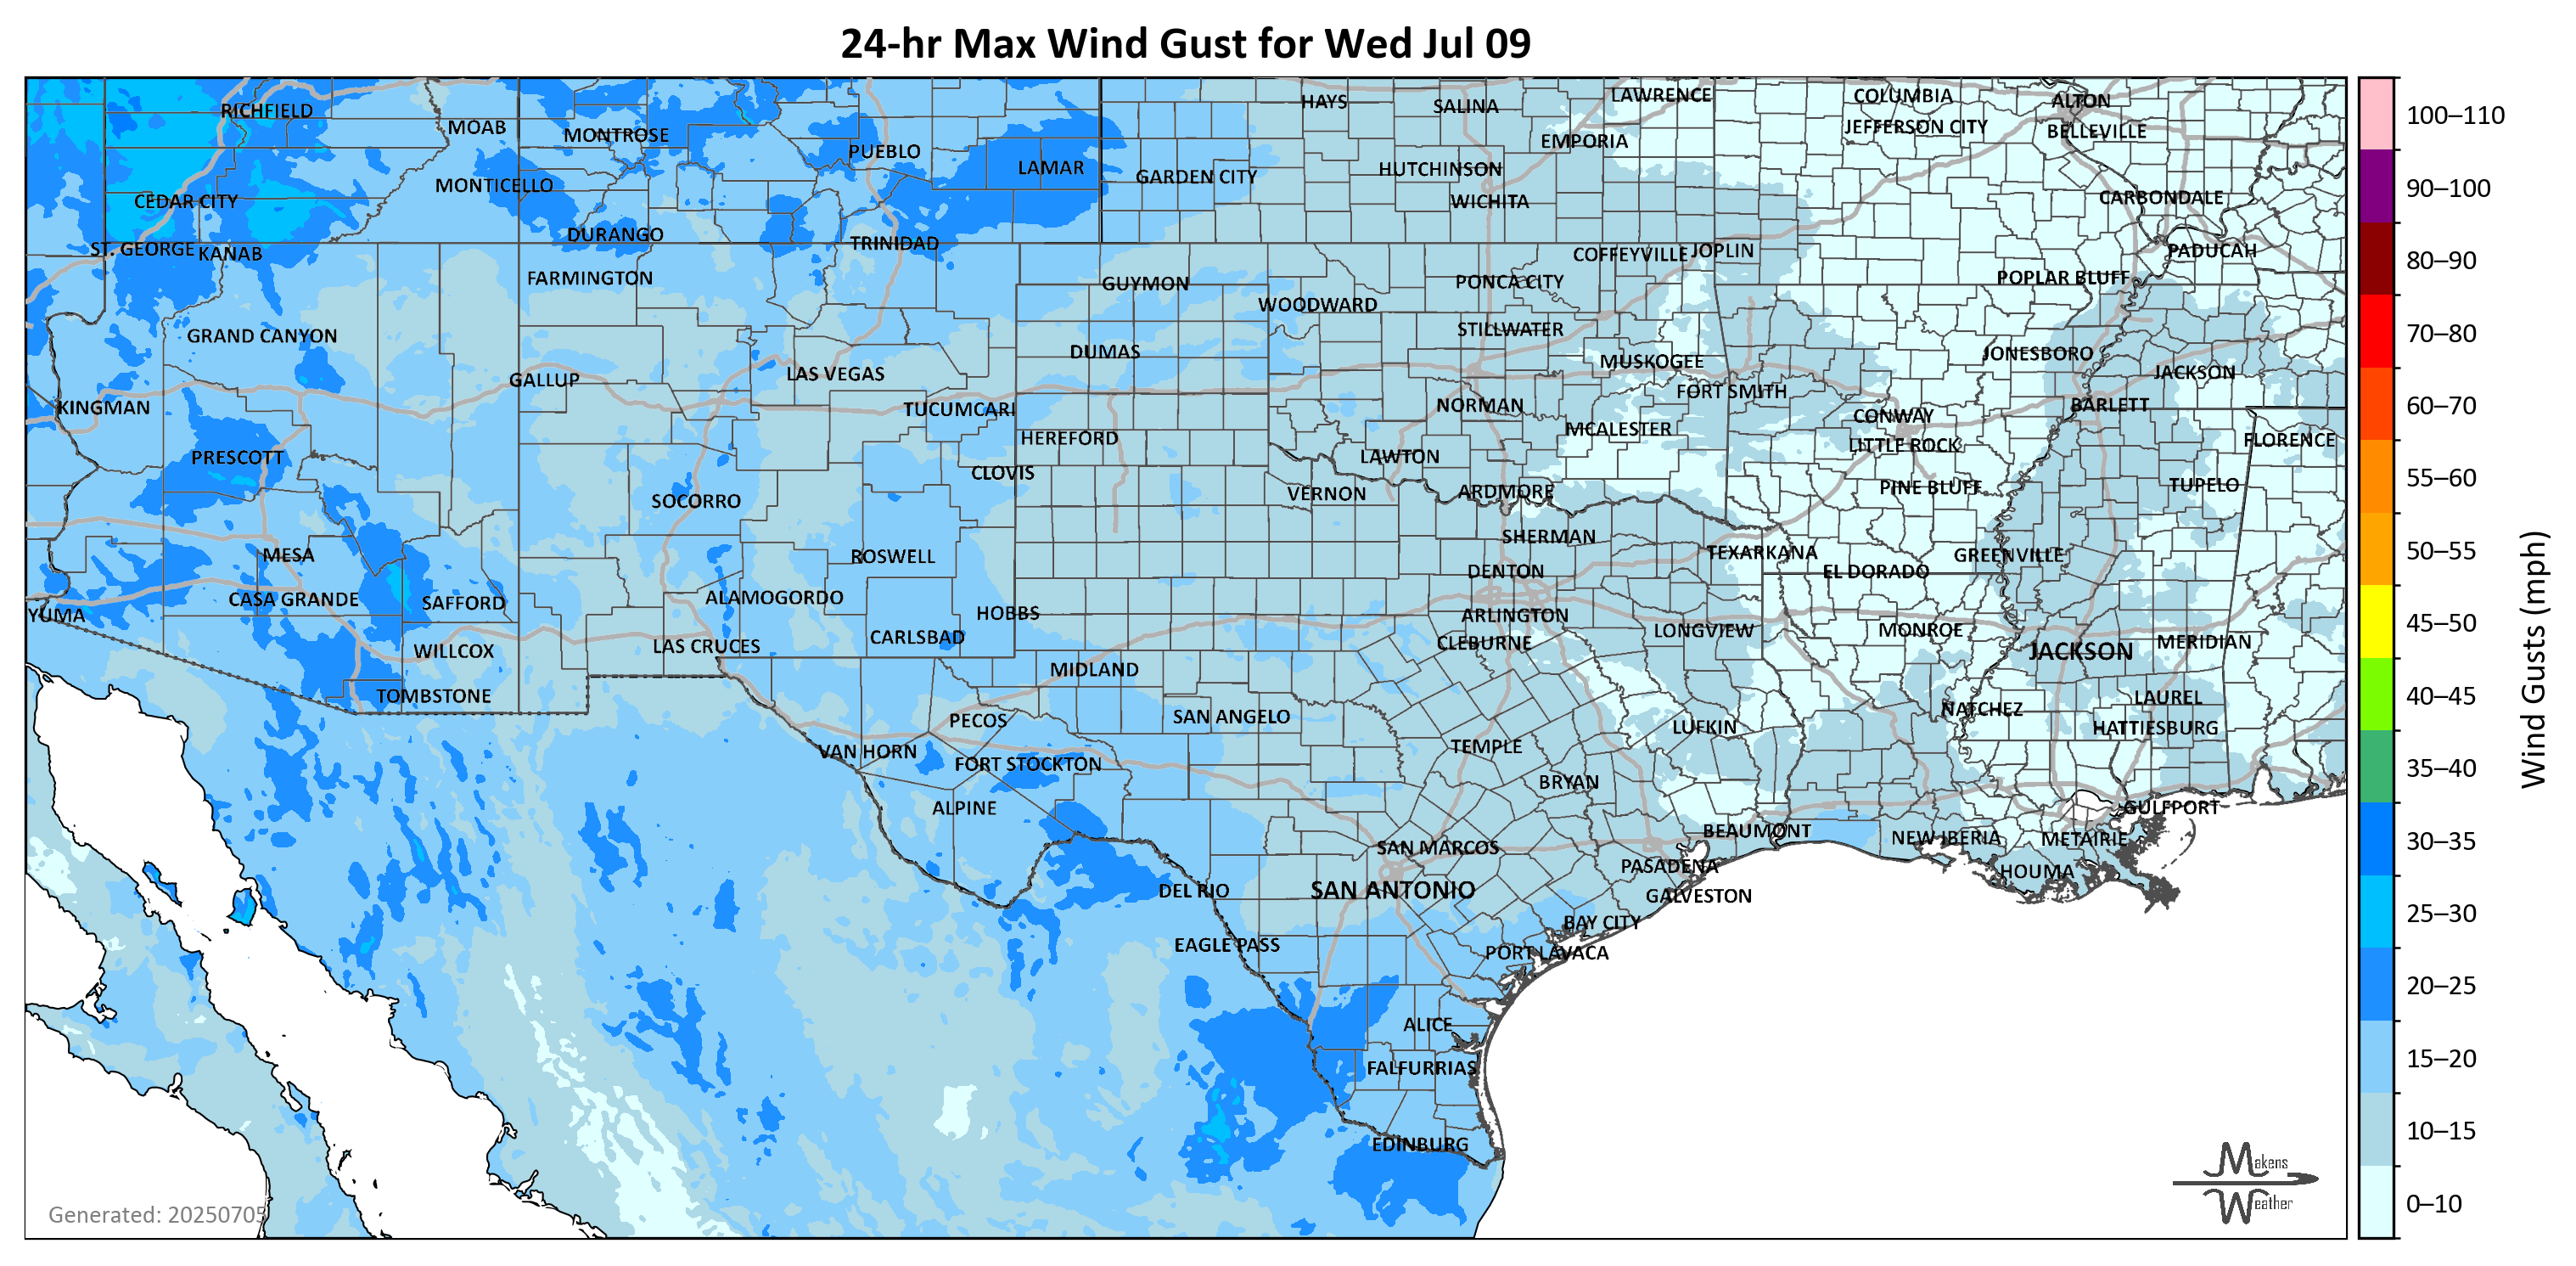 24-hr Max Wind Gust for Wed Jul 09
RICHFIELD
MOAB
MONTROSE
PUEBLO
LAMAR
GARDEN CITY
HAYS
SALINA
LAWRENCE
EMPORIA
HUTCHINSON
WICHITA
COLUMBIA
JEFFERSON CITY
ALTON
BELLEVILLE
CARBONDALE
MONTICELLO
CEDAR CITY
ST. GEORGE
KANAB
DURANGO
TRINIDAD
FARMINGTON
GUYMON
WOODWARD
PONCA CITY
COFFEYVILLE
JOPLIN
POPLAR BLUFF
PADUCAH
GRAND CANYON
DUMAS
STILLWATER
MUSKOGEE
JONESBORO
JACKSON
GALLUP
LAS VEGAS
FORT SMITH
KINGMAN
TUCUMCARI
NORMAN
CONWAY
BARLETT
HEREFORD
MCALESTER
LITTLE ROCK
FLORENCE
PRESCOTT
CLOVIS
LAWTON
SOCORRO
VERNON
ARDMORE
PINE BLUFF
TUPELO
MESA
ROSWELL
SHERMAN
TEXARKANA
GREENVILLE
DENTON
EL DORADO
CASA GRANDE
SAFFORD
ALAMOGORDO
YUMA
HOBBS
ARLINGTON
LAS CRUCES
CARLSBAD
CLEBURNE
LONGVIEW
MONROE
WILLCOX
MIDLAND
JACKSON
MERIDIAN
TOMBSTONE
PECOS
SAN ANGELO
LUFKIN
NATCHEZ
LAUREL
HATTIESBURG
VAN HORN
FORT STOCKTON
TEMPLE
BRYAN
ALPINE
GULFPORT
BEAUMONT
NEW IBERIA
METAIRIE
SAN MARCOS
PASADENA
HOUMA
DEL RIO
SAN ANTONIO
GALVESTON
BAY CITY
EAGLE PASS
PORT LAVACA
ALICE
FALFURRIAS
EDINBURG
Generated: 20250705
Makens
Weather
100–110
90–100
80–90
70–80
60–70
55–60
50–55
45–50
40–45
35–40
30–35
25–30
20–25
15–20
10–15
0–10
Wind Gusts (mph)